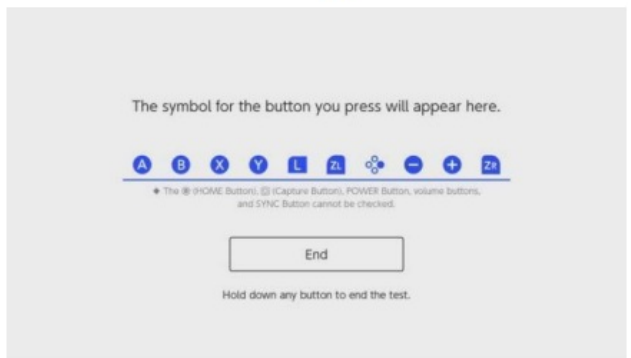 The symbol for the button you press will appear here.
A B X Y L ZL − + ZR
◆ The (HOME Button), (Capture Button), POWER Button, volume buttons,
and SYNC Button cannot be checked.
End
Hold down any button to end the test.